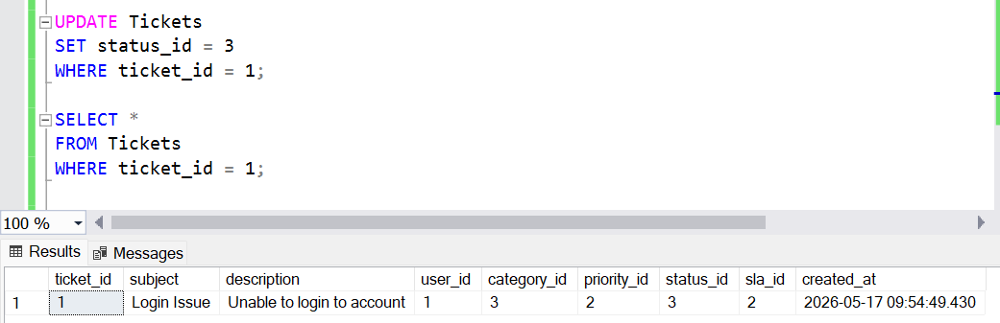 UPDATE Tickets
SET status_id = 3
WHERE ticket_id = 1;
SELECT *
FROM Tickets
WHERE ticket_id = 1;
100 %
Results Messages
ticket_id subject description user_id category_id priority_id status_id sla_id created_at
1 1 Login Issue Unable to login to account 1 3 2 3 2 2026-05-17 09:54:49.430